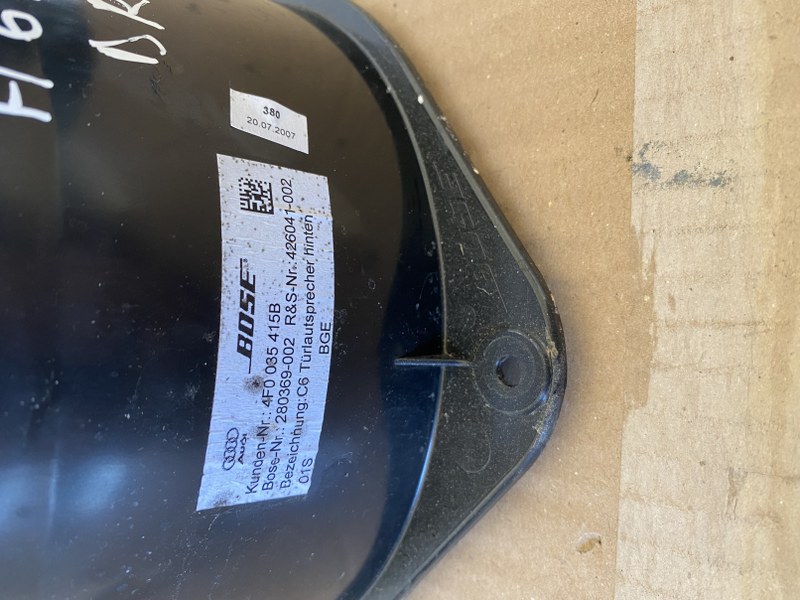 380
20.07.2007
BOSE
Audi
Kunden-Nr.: 4F0 035 415B
Bose-Nr.: 280369-002 R&S-Nr.:426041-002
Bezeichnung:C6 Türlautsprecher hinten
01S BGE
H6